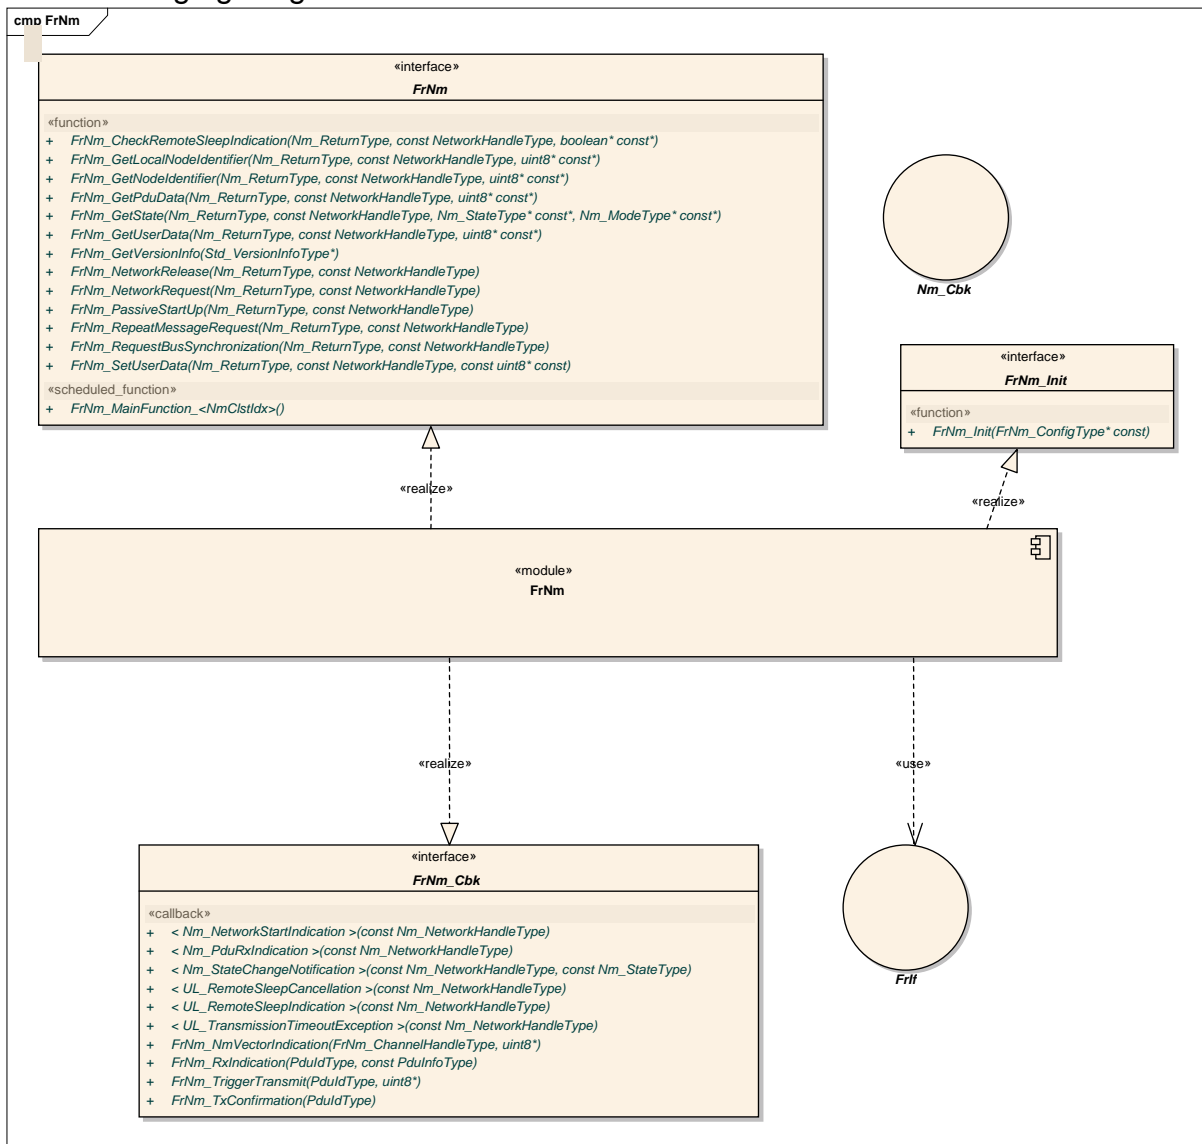 cmp FrNm
«interface»
FrNm
«function»
+ FrNm_CheckRemoteSleepIndication(Nm_ReturnType, const NetworkHandleType, boolean* const*)
+ FrNm_GetLocalNodeIdentifier(Nm_ReturnType, const NetworkHandleType, uint8* const*)
+ FrNm_GetNodeIdentifier(Nm_ReturnType, const NetworkHandleType, uint8* const*)
+ FrNm_GetPduData(Nm_ReturnType, const NetworkHandleType, uint8* const*)
+ FrNm_GetState(Nm_ReturnType, const NetworkHandleType, Nm_StateType* const*, Nm_ModeType* const*)
+ FrNm_GetUserData(Nm_ReturnType, const NetworkHandleType, uint8* const*)
+ FrNm_GetVersionInfo(Std_VersionInfoType*)
+ FrNm_NetworkRelease(Nm_ReturnType, const NetworkHandleType)
+ FrNm_NetworkRequest(Nm_ReturnType, const NetworkHandleType)
+ FrNm_PassiveStartUp(Nm_ReturnType, const NetworkHandleType)
+ FrNm_RepeatMessageRequest(Nm_ReturnType, const NetworkHandleType)
+ FrNm_RequestBusSynchronization(Nm_ReturnType, const NetworkHandleType)
+ FrNm_SetUserData(Nm_ReturnType, const NetworkHandleType, const uint8* const)
«scheduled_function»
+ FrNm_MainFunction_<NmClstIdx>()
Nm_Cbk
«interface»
FrNm_Init
«function»
+ FrNm_Init(FrNm_ConfigType* const)
«realize»
«realize»
«module»
FrNm
«realize»
«use»
«interface»
FrNm_Cbk
«callback»
+ < Nm_NetworkStartIndication >(const Nm_NetworkHandleType)
+ < Nm_PduRxIndication >(const Nm_NetworkHandleType)
+ < Nm_StateChangeNotification >(const Nm_NetworkHandleType, const Nm_StateType)
+ < UL_RemoteSleepCancellation >(const Nm_NetworkHandleType)
+ < UL_RemoteSleepIndication >(const Nm_NetworkHandleType)
+ < UL_TransmissionTimeoutException >(const Nm_NetworkHandleType)
+ FrNm_NmVectorIndication(FrNm_ChannelHandleType, uint8*)
+ FrNm_RxIndication(PduIdType, const PduInfoType)
+ FrNm_TriggerTransmit(PduIdType, uint8*)
+ FrNm_TxConfirmation(PduIdType)
FrIf